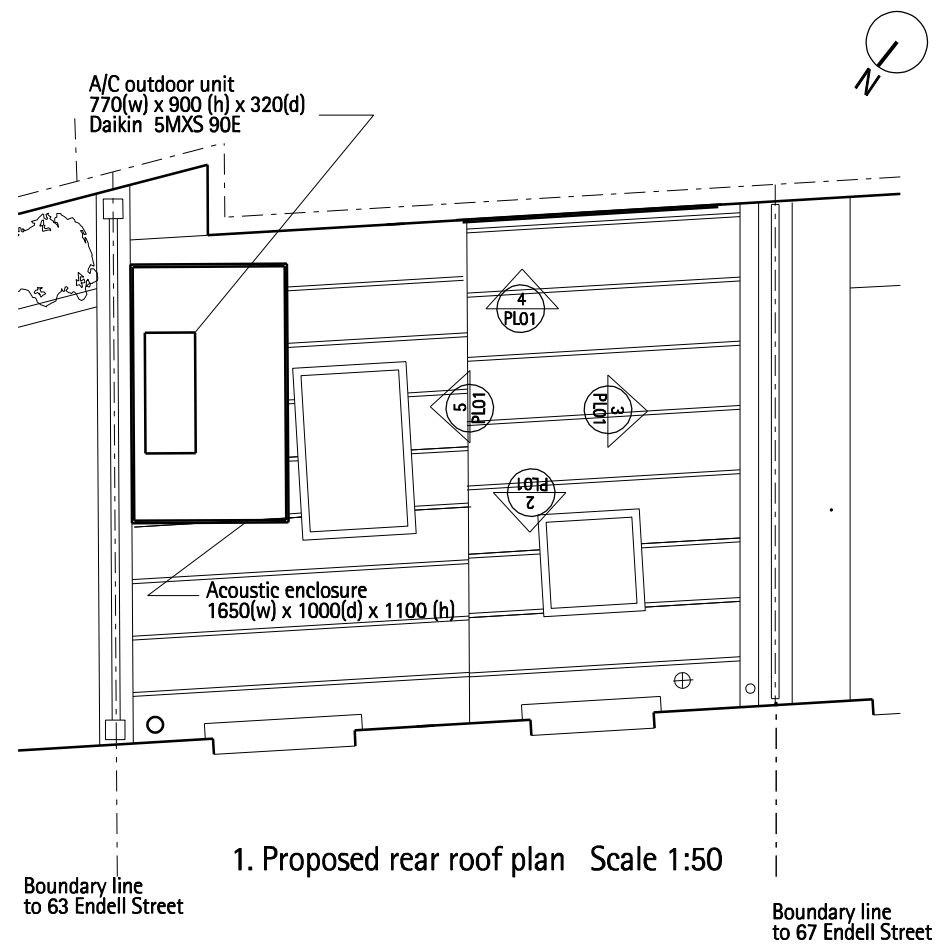 N
A/C outdoor unit
770(w) x 900 (h) x 320(d)
Daikin 5MXS 90E
4
PL01
5
PL01
3
PL01
2
PL01
Acoustic enclosure
1650(w) x 1000(d) x 1100 (h)
1. Proposed rear roof plan Scale 1:50
Boundary line
to 63 Endell Street
Boundary line
to 67 Endell Street